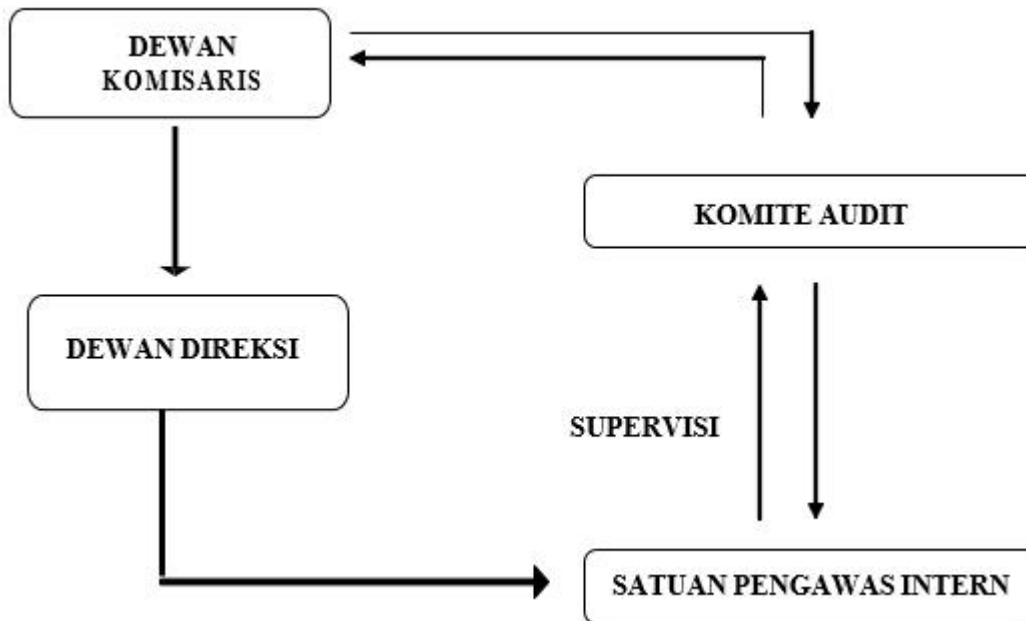 DEWAN
KOMISARIS
KOMITE AUDIT
DEWAN DIREKSI
SUPERVISI
SATUAN PENGAWAS INTERN